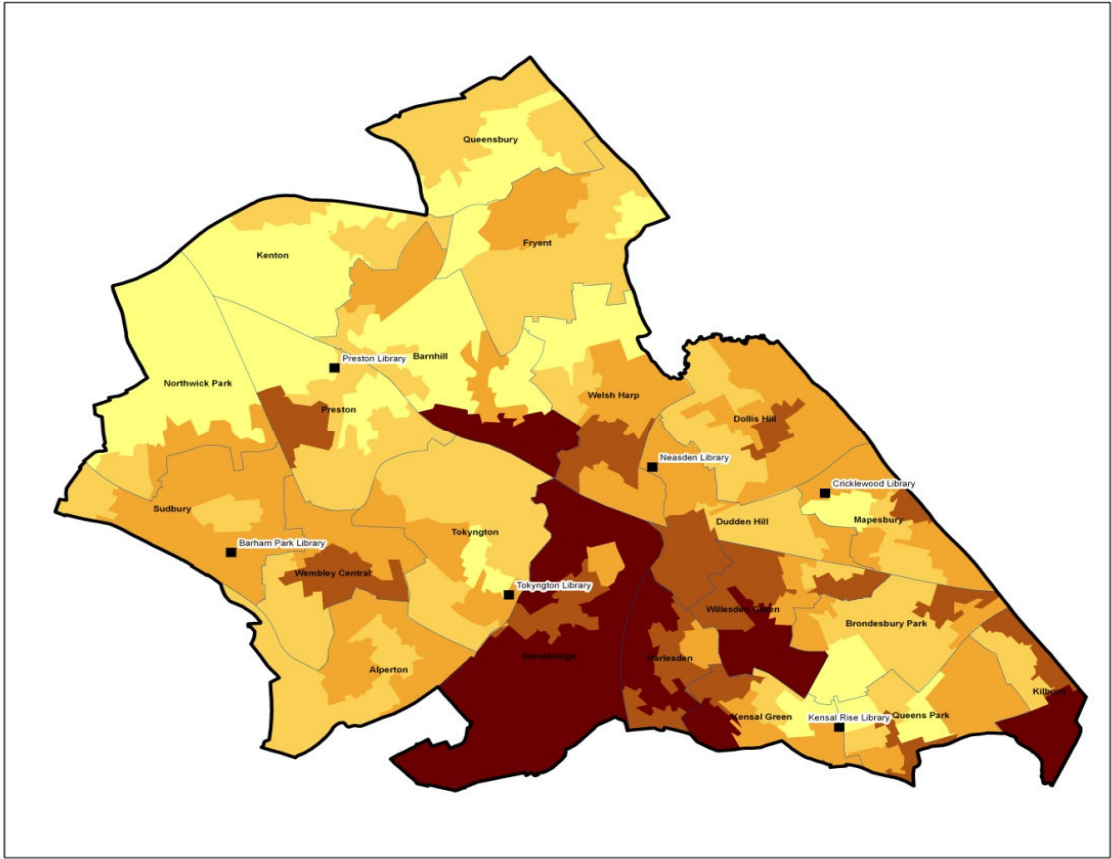 Queensbury
Fryent
Kenton
Preston Library
Barnhill
Northwick Park
Preston
Welsh Harp
Dollis Hill
Neasden Library
Cricklewood Library
Sudbury
Mapesbury
Dudden Hill
Tokyngton
Barham Park Library
Wembley Central
Tokyngton Library
Willesden Green
Brondesbury Park
Stonebridge
Harlesden
Alperton
Kilburn
Kensal Green
Kensal Rise Library
Queens Park